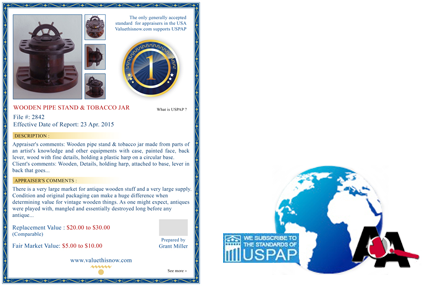 The only generally accepted
standard for appraisers in the USA
Valuethisnow.com supports USPAP
1
WOODEN PIPE STAND & TOBACCO JAR
What is USPAP ?
File #: 2842
Effective Date of Report: 23 Apr. 2015
DESCRIPTION :
Appraiser's comments: Wooden pipe stand & tobacco jar made from parts of
an artist's knowledge and other equipments with case, painted face, back
lever, wood with fine details, holding a plastic harp on a circular base.
Client's comments: Wooden, Details, holding harp, attached to base, lever in
back that goes...
APPRAISER'S COMMENTS :
There is a very large market for antique wooden stuff and a very large supply.
Condition and original packaging can make a huge difference when
determining value for vintage wooden things. As one might expect, antiques
were played with, mangled and essentially destroyed long before any
antique...
Replacement Value : $20.00 to $30.00
(Comparable)
Fair Market Value: $5.00 to $10.00
Prepared by
Grant Miller
www.valuethisnow.com
See more ›
WE SUBSCRIBE TO
THE STANDARDS OF
USPAP
AA